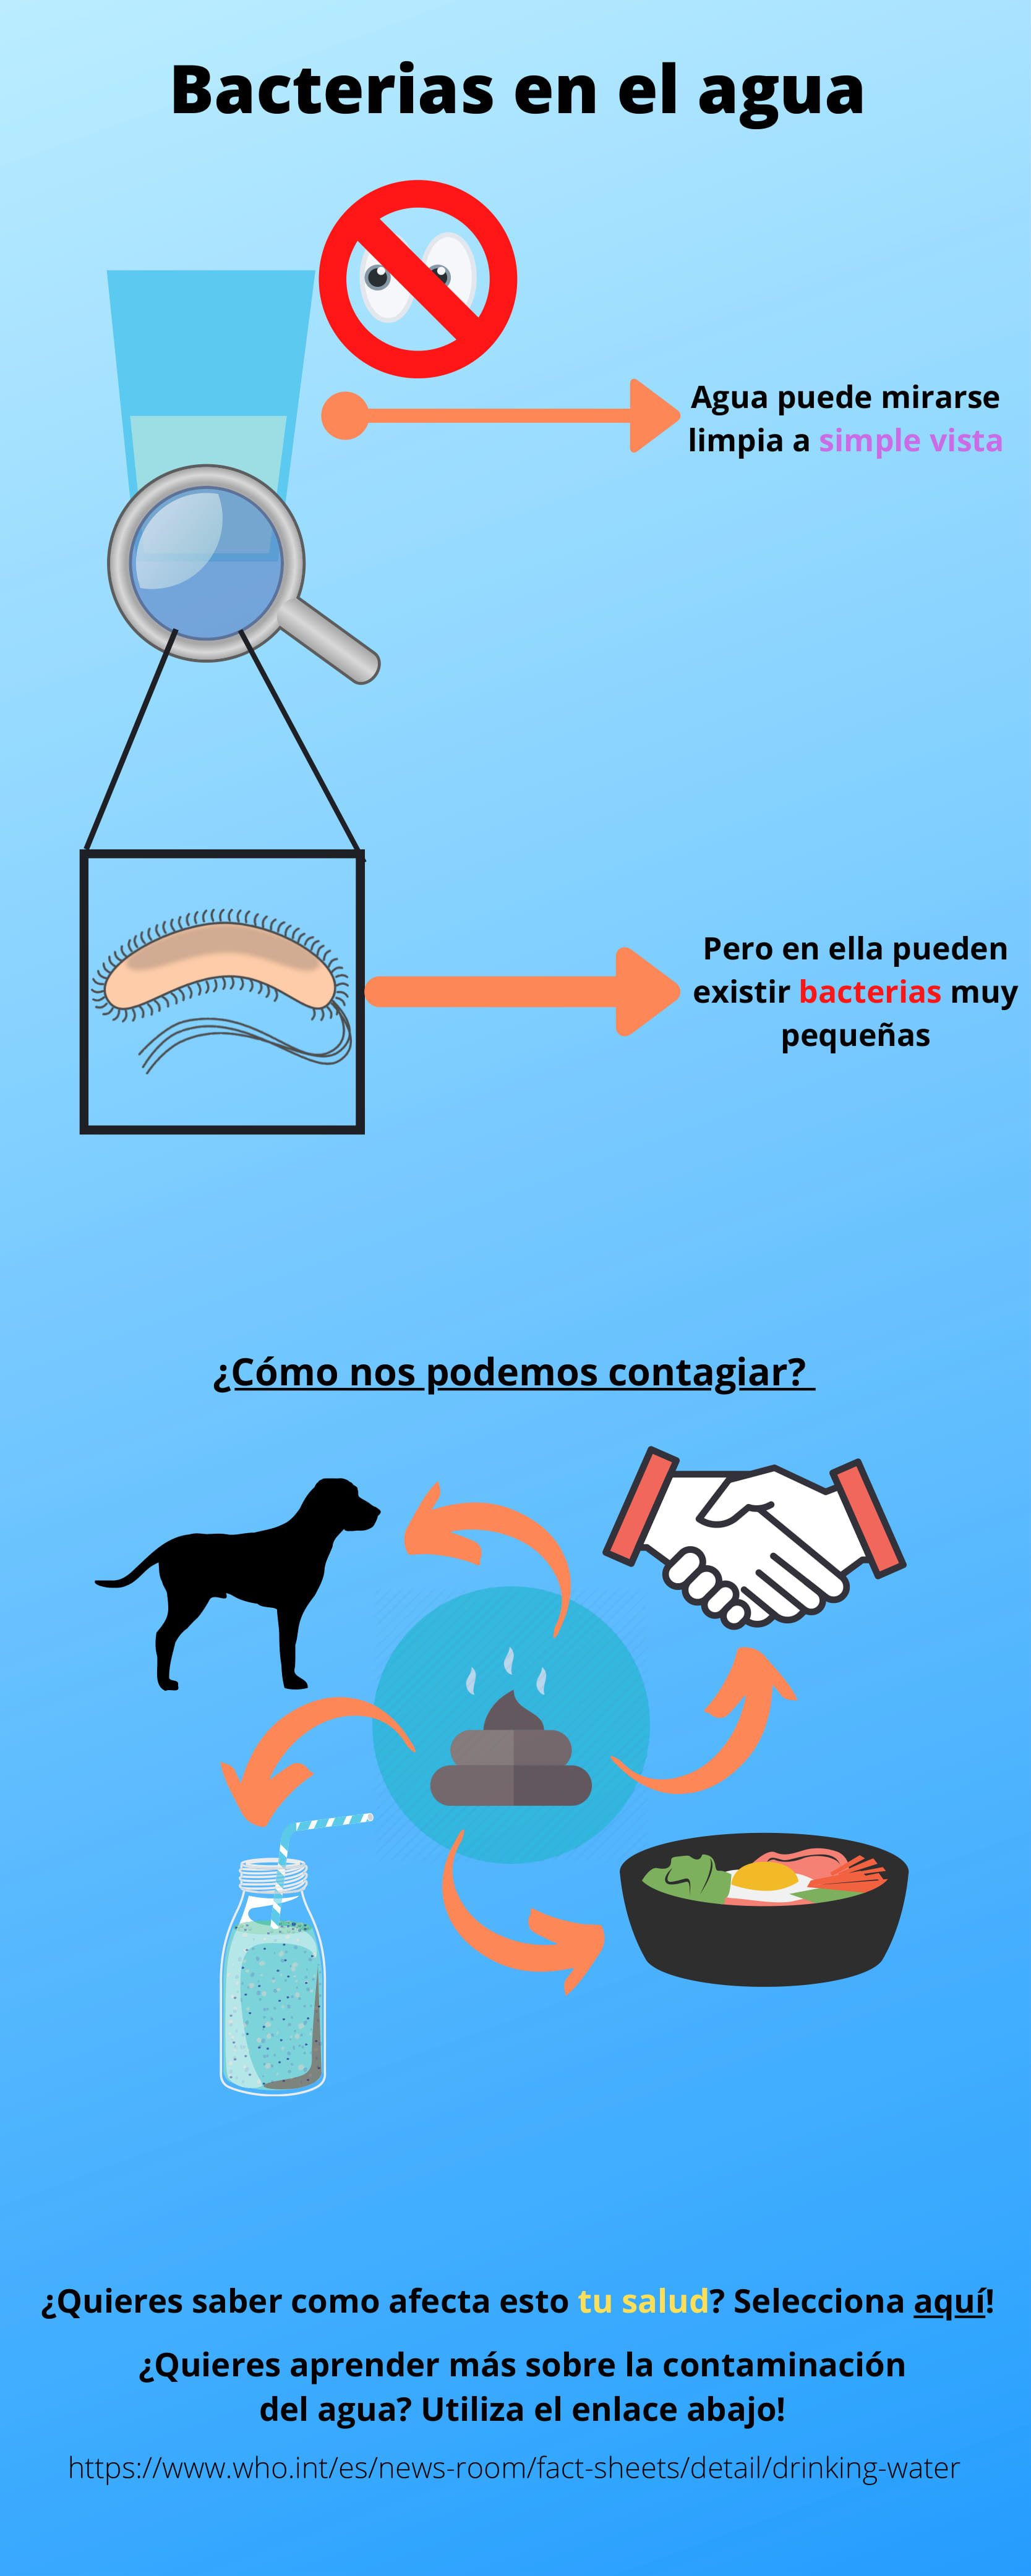 Bacterias en el agua
Agua puede mirarse
limpia a simple vista
Pero en ella pueden
existir bacterias muy
pequeñas
¿Cómo nos podemos contagiar?
¿Quieres saber como afecta esto tu salud? Selecciona aquí!
¿Quieres aprender más sobre la contaminación
del agua? Utiliza el enlace abajo!
https://www.who.int/es/news-room/fact-sheets/detail/drinking-water